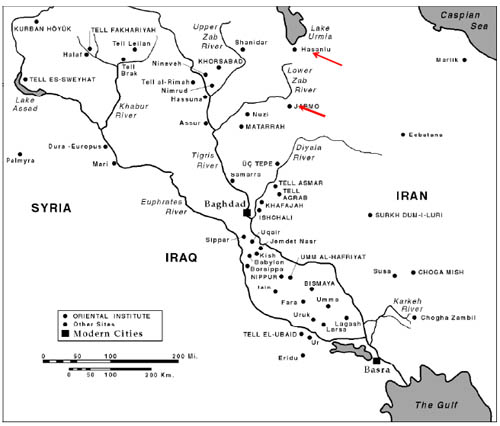 Caspian
Sea
Lake
Urmia
Upper
Zab
River
KURBAN HÖYÜK
TELL FAKHARIYAH
Tell Leilan
Halaf
Tell
Brak
Nineveh
KHORSABAD
Shanidar
Hasanlu
Marlik
TELL ES-SWEYHAT
Tell al-Rimah
Nimrud
Hassuna
Lower
Zab
River
Lake
Assad
Khabur
River
JARMO
Nuzi
MATARRAH
Assur
Ecbatana
Dura-Europus
Palmyra
Mari
Tigris
River
ÜÇ TEPE
Diyala
River
Samarra
TELL ASMAR
TELL
AGRAB
KHAFAJAH
ISHCHALI
Baghdad
IRAN
SYRIA
Euphrates
River
SURKH DUM-I-LURI
Sippar
Uqair
Jemdet Nasr
IRAQ
Kish
Babylon
Borsippa
UMM AL-HAFRIYAT
NIPPUR
BISMAYA
Susa
CHOGA MISH
Isin
Fara
Umma
Karkeh
River
Uruk
Lagash
Larsa
Chogha Zambil
TELL EL-UBAID
Ur
Eridu
Basra
The Gulf
ORIENTAL INSTITUTE
Other Sites
Modern Cities
0 100 200 Mi.
0 100 200 Km.